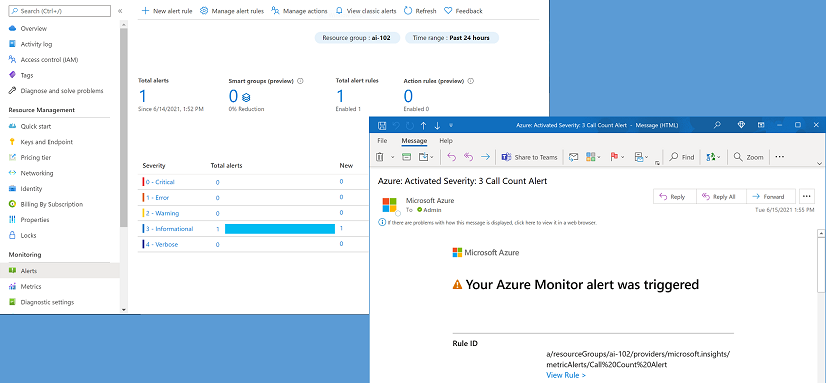 Search (Ctrl+/)
«
Overview
Activity log
Access control (IAM)
Tags
Diagnose and solve problems
Resource Management
Quick start
Keys and Endpoint
Pricing tier
Networking
Identity
Billing By Subscription
Properties
Locks
Monitoring
Alerts
Metrics
Diagnostic settings
+ New alert rule Manage alert rules Manage actions View classic alerts Refresh Feedback
Resource group : ai-102 Time range : Past 24 hours
Total alerts Smart groups (preview) Total alert rules Action rules (preview)
1 0 1 0
Since 6/14/2021, 1:52 PM 0% Reduction Enabled 1 Enabled 0
Severity Total alerts New
0 - Critical 0 0
1 - Error 0 0
2 - Warning 0 0
3 - Informational 1 1
4 - Verbose 0 0
Azure: Activated Severity: 3 Call Count Alert - Message (HTML)
File Message Help
Share to Teams Find Zoom ...
Azure: Activated Severity: 3 Call Count Alert
Microsoft Azure
To Admin
Reply Reply All Forward ...
Tue 6/15/2021 1:55 PM
If there are problems with how this message is displayed, click here to view it in a web browser.
Microsoft Azure
Your Azure Monitor alert was triggered
Rule ID
a/resourceGroups/ai-102/providers/microsoft.insights/
metricAlerts/Call%20Count%20Alert
View Rule >